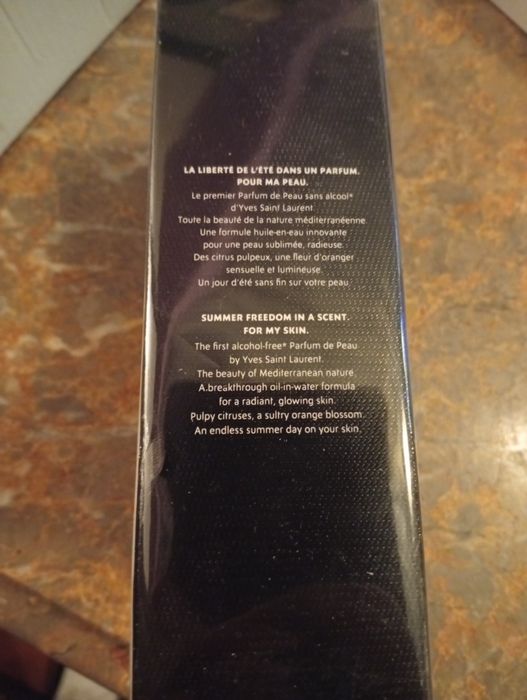 LA LIBERTÉ DE L'ÉTÉ DANS UN PARFUM.
POUR MA PEAU.
Le premier Parfum de Peau sans alcool*
d'Yves Saint Laurent.
Toute la beauté de la nature méditerranéenne.
Une formule huile-en-eau innovante
pour une peau sublimée, radieuse.
Des citrus pulpeux, une fleur d'oranger
sensuelle et lumineuse.
Un jour d'été sans fin sur votre peau.
SUMMER FREEDOM IN A SCENT.
FOR MY SKIN.
The first alcohol-free* Parfum de Peau
by Yves Saint Laurent.
The beauty of Mediterranean nature.
A breakthrough oil-in-water formula
for a radiant, glowing skin.
Pulpy citruses, a sultry orange blossom.
An endless summer day on your skin.